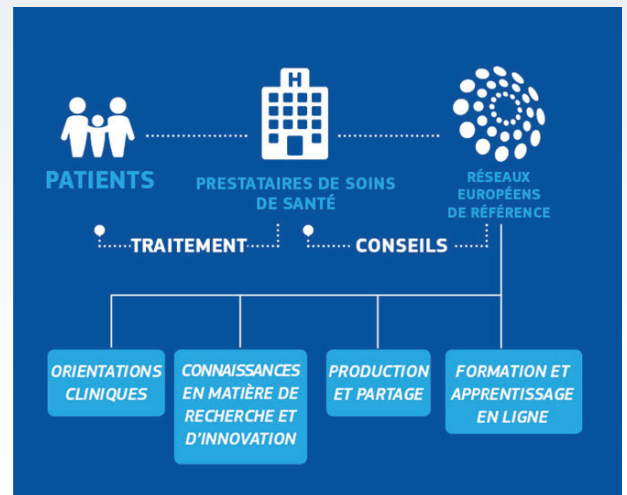 H
PATIENTS
PRESTATAIRES DE SOINS
DE SANTÉ
RÉSEAUX
EUROPÉENS
DE RÉFÉRENCE
TRAITEMENT
CONSEILS
ORIENTATIONS
CLINIQUES
CONNAISSANCES
EN MATIÈRE DE
RECHERCHE ET
D'INNOVATION
PRODUCTION
ET PARTAGE
FORMATION ET
APPRENTISSAGE
EN LIGNE